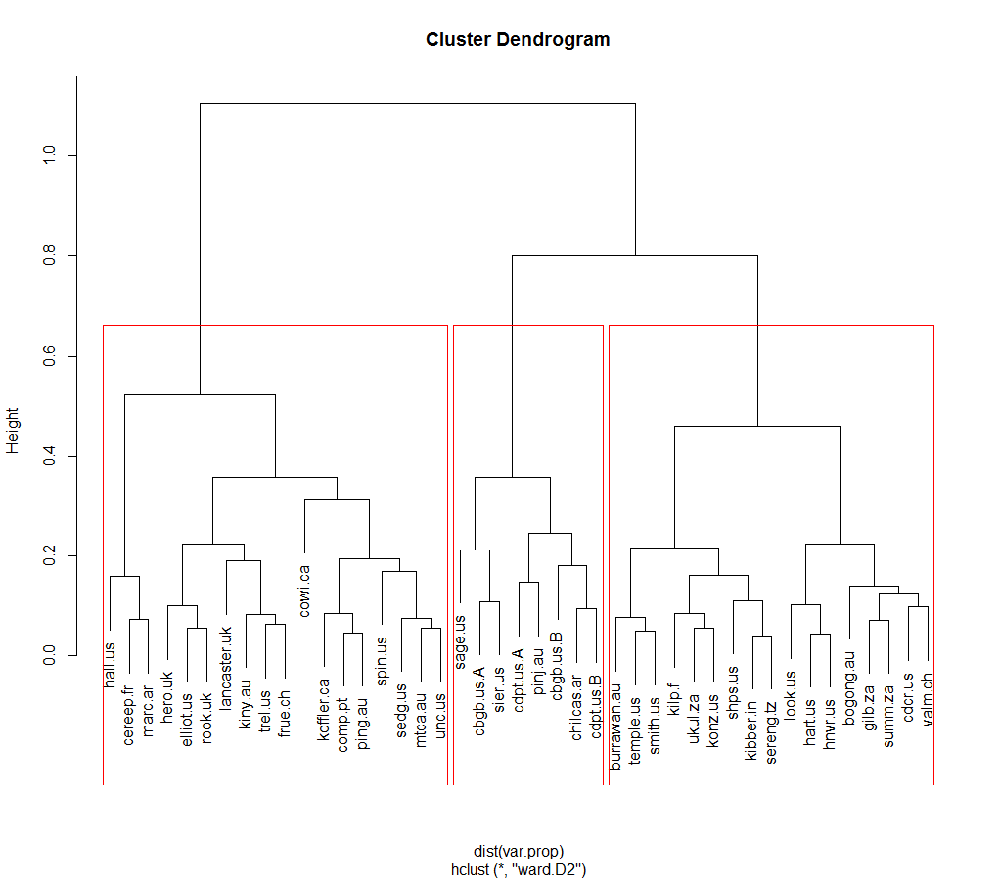 Cluster Dendrogram
Height
0.0
0.2
0.4
0.6
0.8
1.0
hall.us
cereep.fr
marc.ar
hero.uk
elliot.us
rook.uk
lancaster.uk
kiny.au
trel.us
frue.ch
cowi.ca
koffler.ca
comp.pt
ping.au
spin.us
sedg.us
mtca.au
unc.us
sage.us
cbgb.us.A
sier.us
cdpt.us.A
pinj.au
cbgb.us.B
chilcas.ar
cdpt.us.B
burrawan.au
temple.us
smith.us
kilp.fi
ukul.za
konz.us
shps.us
kibber.in
sereng.tz
look.us
hart.us
hnvr.us
bogong.au
gilb.za
summ.za
cdcr.us
valm.ch
dist(var.prop)
hclust (*, "ward.D2")